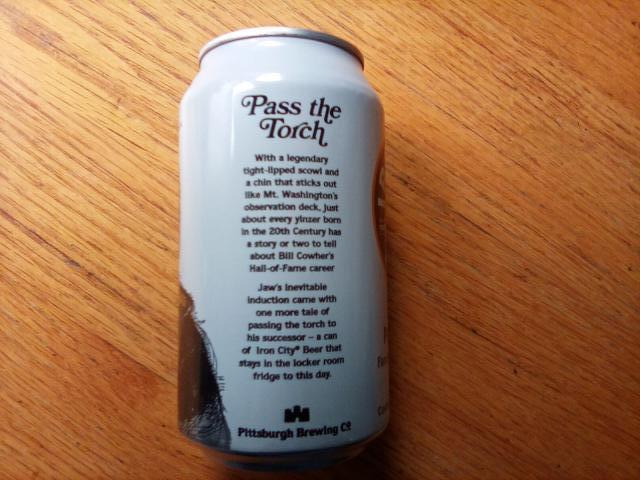 Pass the
Torch
With a legendary
tight-lipped scowl and
a chin that sticks out
like Mt. Washington's
observation deck, just
about every yinzer born
in the 20th Century has
a story or two to tell
about Bill Cowher's
Hall-of-Fame career
Jaw's inevitable
induction came with
one more tale of
passing the torch to
his successor – a can
of Iron City® Beer that
stays in the locker room
fridge to this day.
Pittsburgh Brewing Co